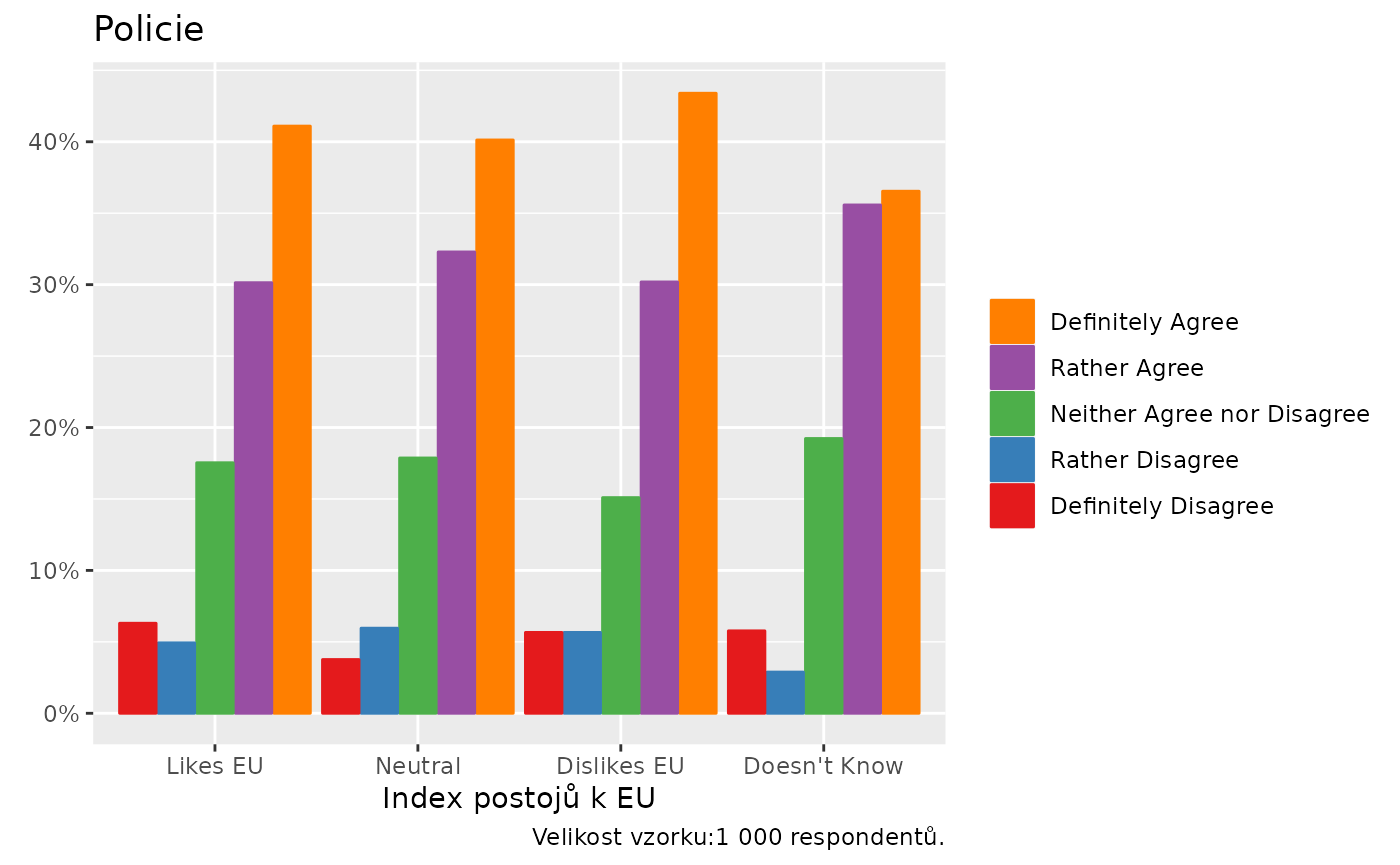 Policie
40%
30%
20%
10%
0%
Likes EU
Neutral
Dislikes EU
Doesn't Know
Index postojů k EU
Velikost vzorku:1 000 respondentů.
Definitely Agree
Rather Agree
Neither Agree nor Disagree
Rather Disagree
Definitely Disagree